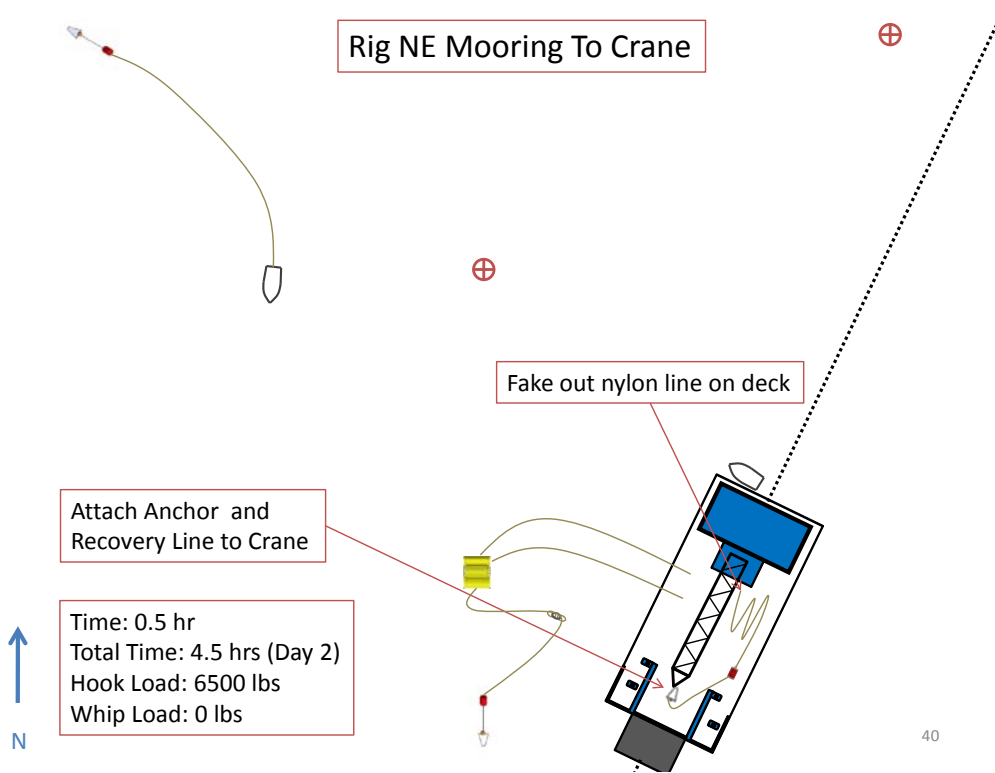 Rig NE Mooring To Crane
Fake out nylon line on deck
Attach Anchor and
Recovery Line to Crane
Time: 0.5 hr
Total Time: 4.5 hrs (Day 2)
Hook Load: 6500 lbs
Whip Load: 0 lbs
N
40